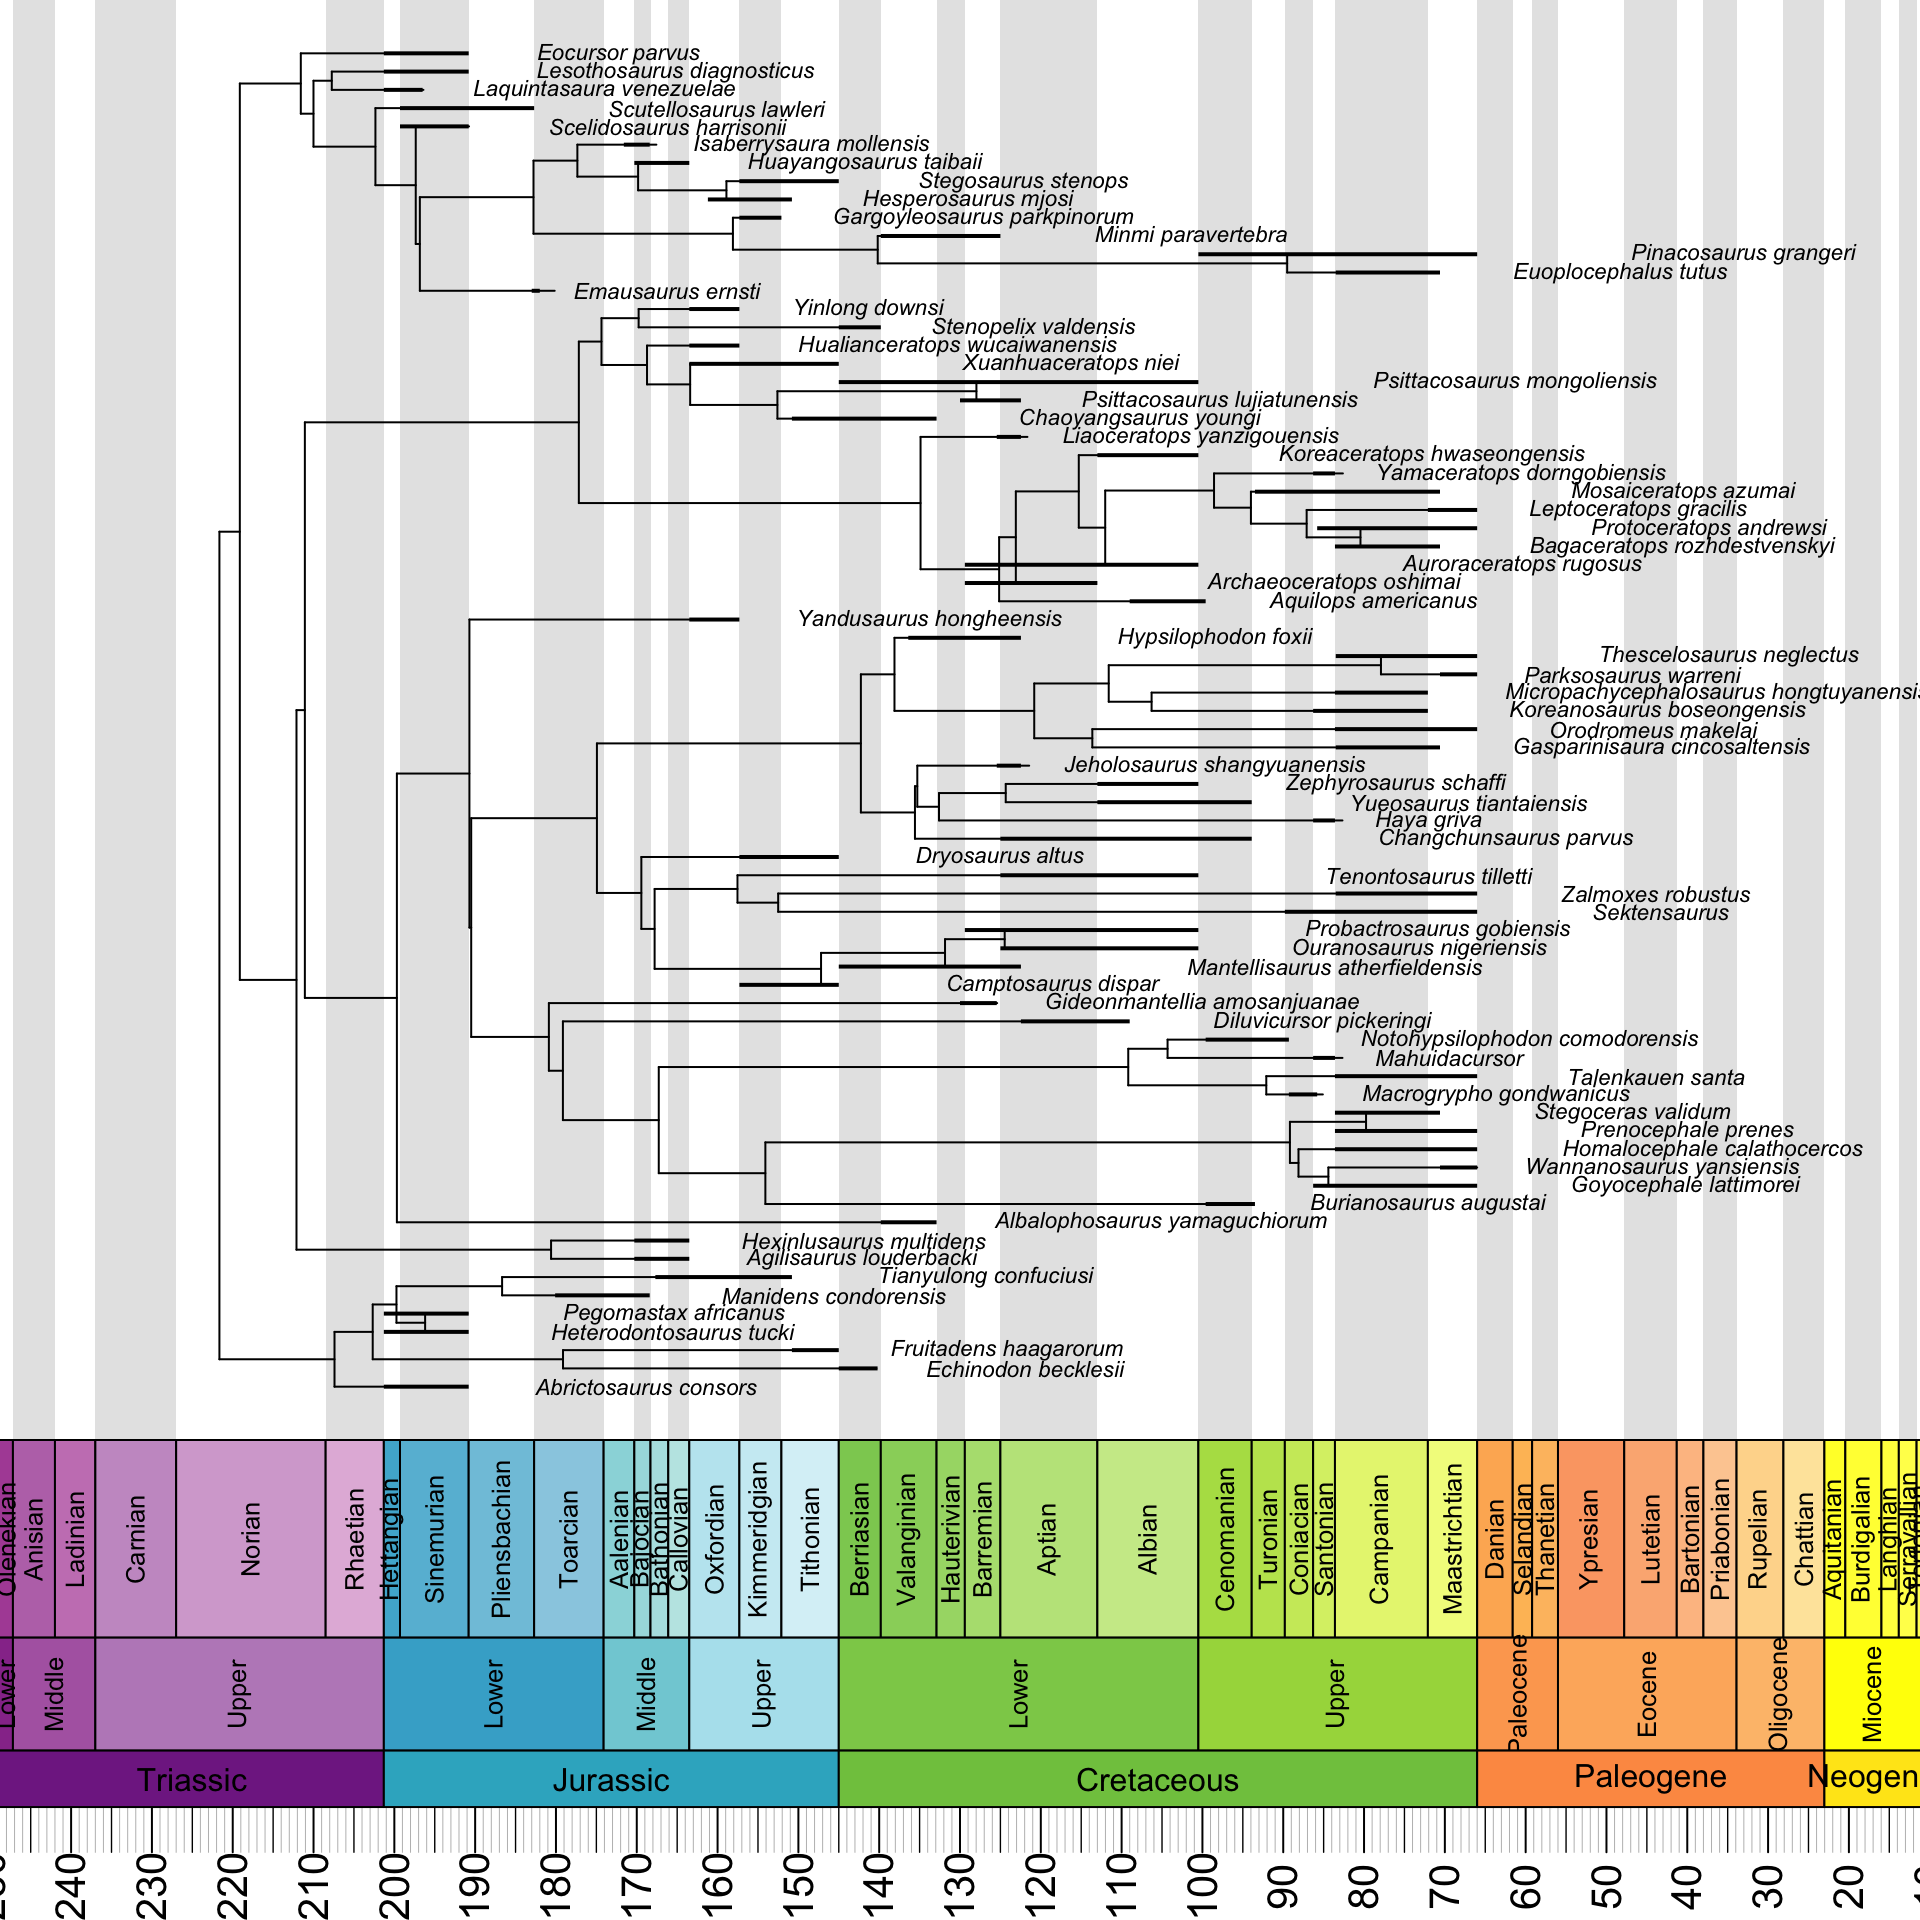 Eocursor parvus
Lesothosaurus diagnosticus
Laquintasaura venezuelae
Scutellosaurus lawleri
Scelidosaurus harrisonii
Isaberrysaura mollensis
Huayangosaurus taibaii
Stegosaurus stenops
Hesperosaurus mjosi
Gargoyleosaurus parkpinorum
Minmi paravertebra
Pinacosaurus grangeri
Euoplocephalus tutus
Emausaurus ernsti
Yinlong downsi
Stenopelix valdensis
Hualianceratops wucaiwanensis
Xuanhuaceratops niei
Psittacosaurus mongoliensis
Psittacosaurus lujiatunensis
Chaoyangsaurus youngi
Liaoceratops yanzigouensis
Koreaceratops hwaseongensis
Yamaceratops dorngobiensis
Mosaiceratops azumai
Leptoceratops gracilis
Protoceratops andrewsi
Bagaceratops rozhdestvenskyi
Auroraceratops rugosus
Archaeoceratops oshimai
Aquilops americanus
Yandusaurus hongheensis
Hypsilophodon foxii
Thescelosaurus neglectus
Parksosaurus warreni
Micropachycephalosaurus hongtuyanensis
Koreanosaurus boseongensis
Orodromeus makelai
Gasparinisaura cincosaltensis
Jeholosaurus shangyuanensis
Zephyrosaurus schaffi
Yueosaurus tiantaiensis
Haya griva
Changchunsaurus parvus
Dryosaurus altus
Tenontosaurus tilletti
Zalmoxes robustus
Sektensaurus
Probactrosaurus gobiensis
Ouranosaurus nigeriensis
Mantellisaurus atherfieldensis
Camptosaurus dispar
Gideonmantellia amosanjuanae
Diluvicursor pickeringi
Notohypsilophodon comodorensis
Mahuidacursor
Talenkauen santa
Macrogrypho gondwanicus
Stegoceras validum
Prenocephale prenes
Homalocephale calathocercos
Wannanosaurus yansiensis
Goyocephale lattimorei
Burianosaurus augustai
Albalophosaurus yamaguchiorum
Hexinlusaurus multidens
Agilisaurus louderbacki
Tianyulong confuciusi
Manidens condorensis
Pegomastax africanus
Heterodontosaurus tucki
Fruitadens haagarorum
Echinodon becklesii
Abrictosaurus consors
Olenekian Anisian Ladinian Carnian Norian Rhaetian Hettangian Sinemurian Pliensbachian Toarcian Aalenian Bajocian Bathonian Callovian Oxfordian Kimmeridgian Tithonian Berriasian Valanginian Hauterivian Barremian Aptian Albian Cenomanian Turonian Coniacian Santonian Campanian Maastrichtian Danian Selandian Thanetian Ypresian Lutetian Bartonian Priabonian Rupelian Chattian Aquitanian Burdigalian Langhian Serravallian
Lower Middle Upper Lower Middle Upper Lower Upper Paleocene Eocene Oligocene Miocene
Triassic Jurassic Cretaceous Paleogene Neogen
240 230 220 210 200 190 180 170 160 150 140 130 120 110 100 90 80 70 60 50 40 30 20